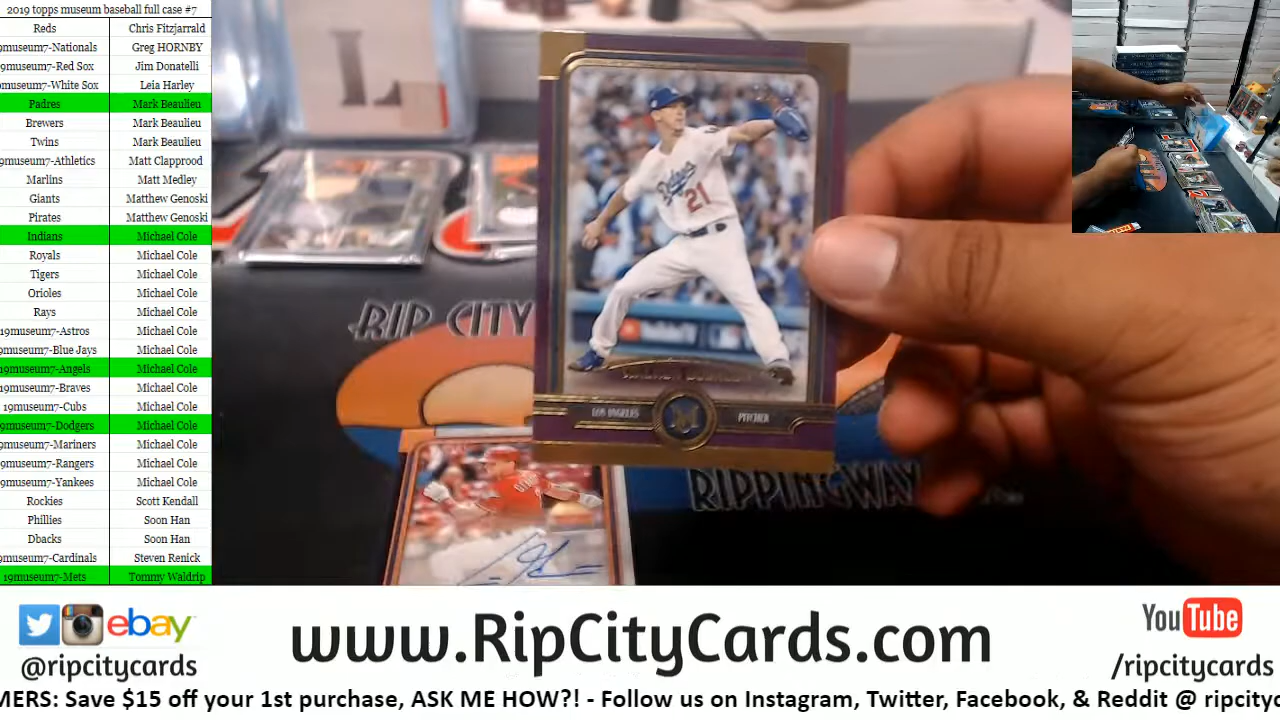 2019 topps museum baseball full case #7
Reds Chris Fitzjarrald
9museum7-Nationals Greg HORNBY
9museum7-Red Sox Jim Donatelli
museum7-White Sox Leia Harley
Padres Mark Beaulieu
Brewers Mark Beaulieu
Twins Mark Beaulieu
9museum7-Athletics Matt Clapprood
Marlins Matt Medley
Giants Matthew Genoski
Pirates Matthew Genoski
Indians Michael Cole
Royals Michael Cole
Tigers Michael Cole
Orioles Michael Cole
Rays Michael Cole
19museum7-Astros Michael Cole
9museum7-Blue Jays Michael Cole
19museum7-Angels Michael Cole
9museum7-Braves Michael Cole
19museum7-Cubs Michael Cole
9museum7-Dodgers Michael Cole
9museum7-Mariners Michael Cole
9museum7-Rangers Michael Cole
9museum7-Yankees Michael Cole
Rockies Scott Kendall
Phillies Soon Han
Dbacks Soon Han
9museum7-Cardinals Steven Renick
19museum7-Mets Tommy Waldrip
L
Dodgers
21
LOS ANGELES
M
PITCHER
RIP CITY
RIPPINGWAX
ebay
@ripcitycards
www.RipCityCards.com
YouTube
/ripcitycards
MERS: Save $15 off your 1st purchase, ASK ME HOW?! - Follow us on Instagram, Twitter, Facebook, & Reddit @ ripcityc